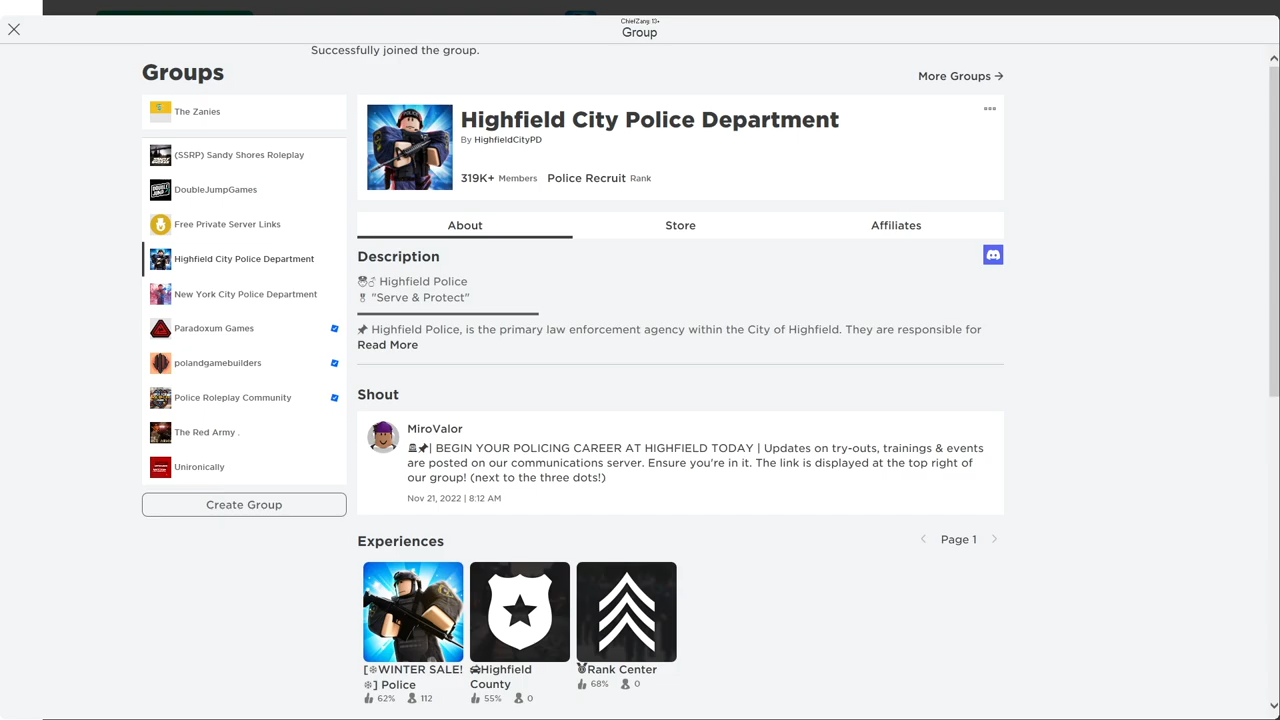 ChielZang: 13+
Group
Successfully joined the group.
Groups
More Groups →
The Zanies
(SSRP) Sandy Shores Roleplay
DoubleJumpGames
Free Private Server Links
Highfield City Police Department
New York City Police Department
Paradoxum Games
polandgamebuilders
Police Roleplay Community
The Red Army .
Unironically
Create Group
Highfield City Police Department
By HighfieldCityPD
319K+ Members Police Recruit Rank
About Store Affiliates
Description
Highfield Police
"Serve & Protect"
📌 Highfield Police, is the primary law enforcement agency within the City of Highfield. They are responsible for
Read More
Shout
MiroValor
📌| BEGIN YOUR POLICING CAREER AT HIGHFIELD TODAY | Updates on try-outs, trainings & events
are posted on our communications server. Ensure you're in it. The link is displayed at the top right of
our group! (next to the three dots!)
Nov 21, 2022 | 8:12 AM
Experiences
Page 1
[❄WINTER SALE!
❄] Police
62% 112
Highfield
County
55% 0
Rank Center
68% 0